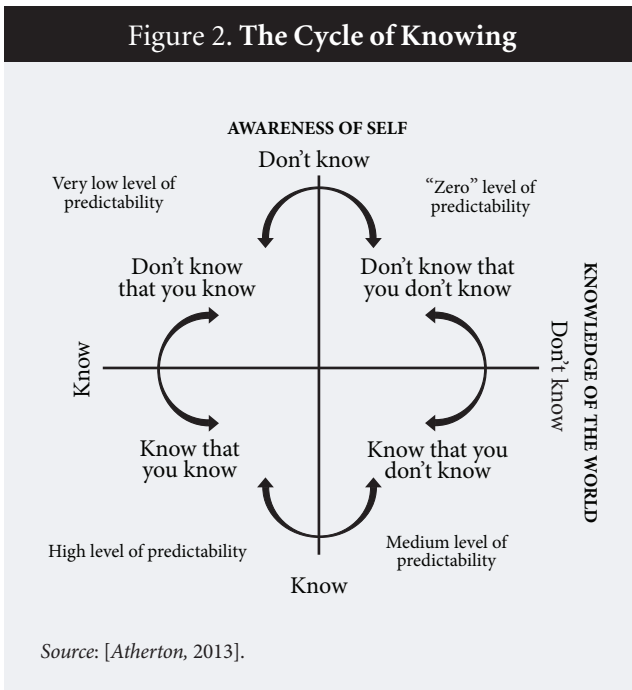 Figure 2. The Cycle of Knowing
AWARENESS OF SELF
Don't know
Very low level of
predictability
“Zero” level of
predictability
Don't know
that you know
Don't know that
you don't know
Know
Don't know
KNOWLEDGE OF THE WORLD
Know that
you know
Know that you
don't know
High level of predictability
Medium level of
predictability
Know
Source: [Atherton, 2013].